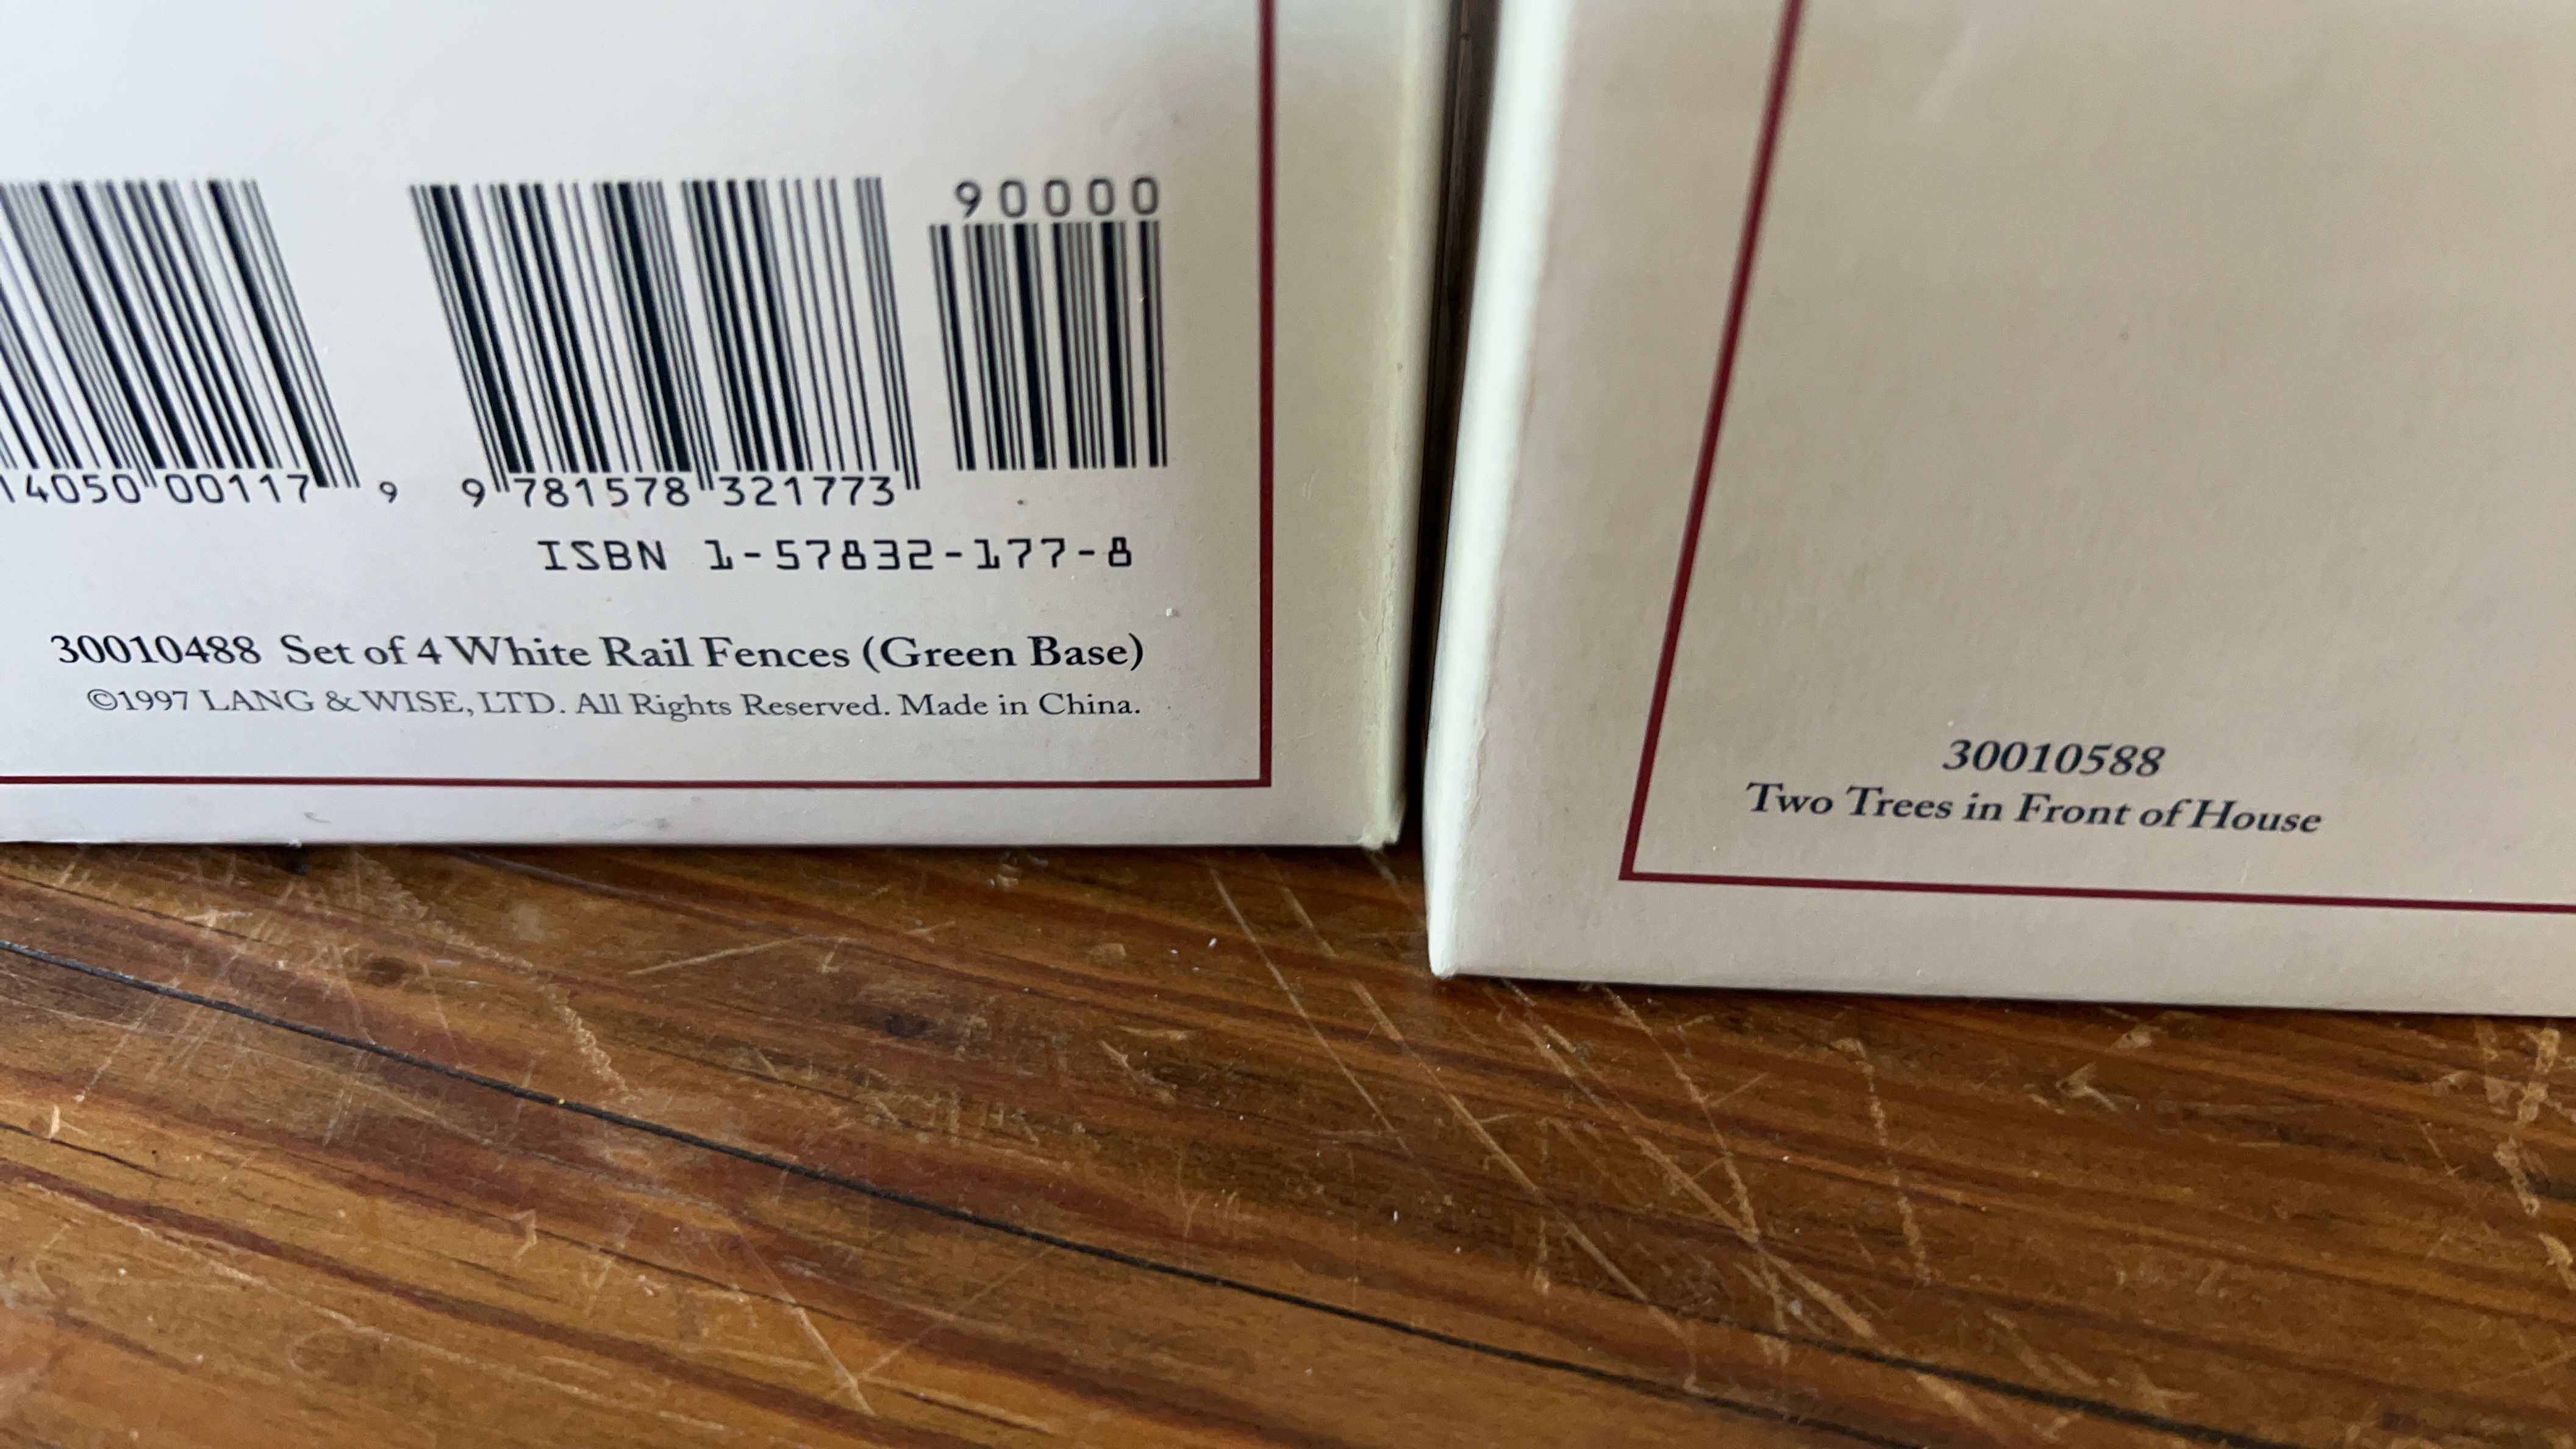 90000
14050 00117 9
9 781578 321773
ISBN 1-57832-177-8
30010488 Set of 4 White Rail Fences (Green Base)
©1997 LANG & WISE, LTD. All Rights Reserved. Made in China.
30010588
Two Trees in Front of House